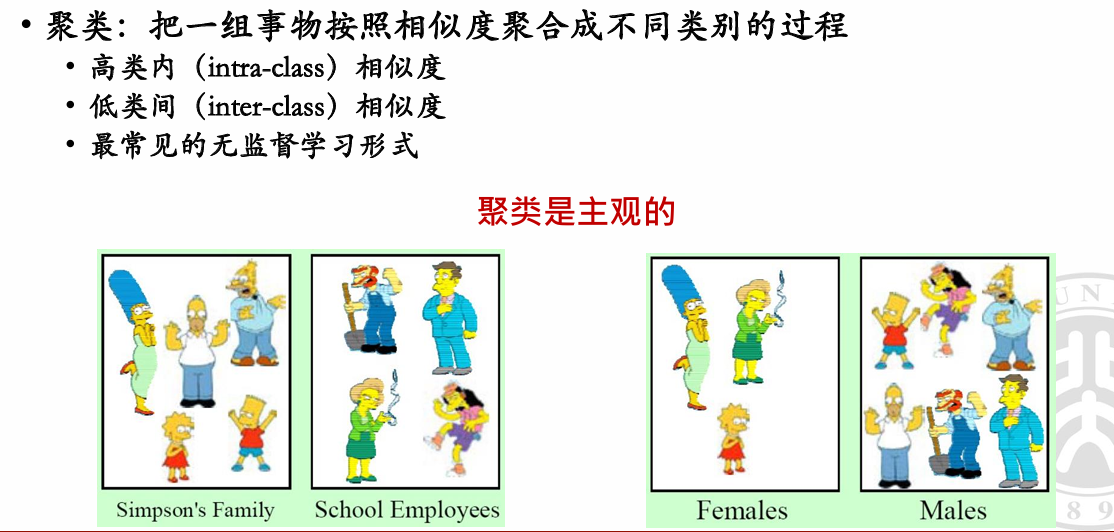 • 聚类：把一组事物按照相似度聚合成不同类别的过程
• 高类内（intra-class）相似度
• 低类间（inter-class）相似度
• 最常见的无监督学习形式
聚类是主观的
Simpson's Family
School Employees
Females
Males
UN
89